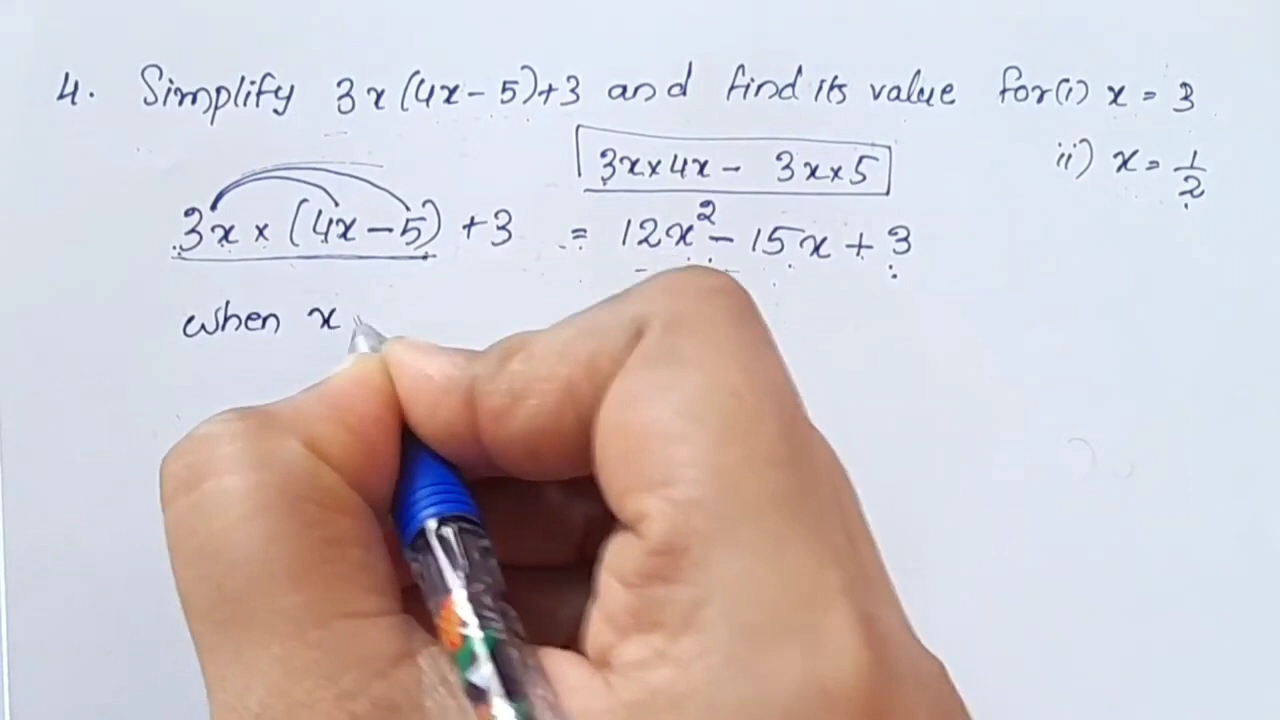 4. Simplify 3x(4x-5)+3 and find its value for (i) x = 3
ii) x = 1/2
3x×4x - 3x×5
3x × (4x-5) + 3 = 12x² - 15x + 3
when x